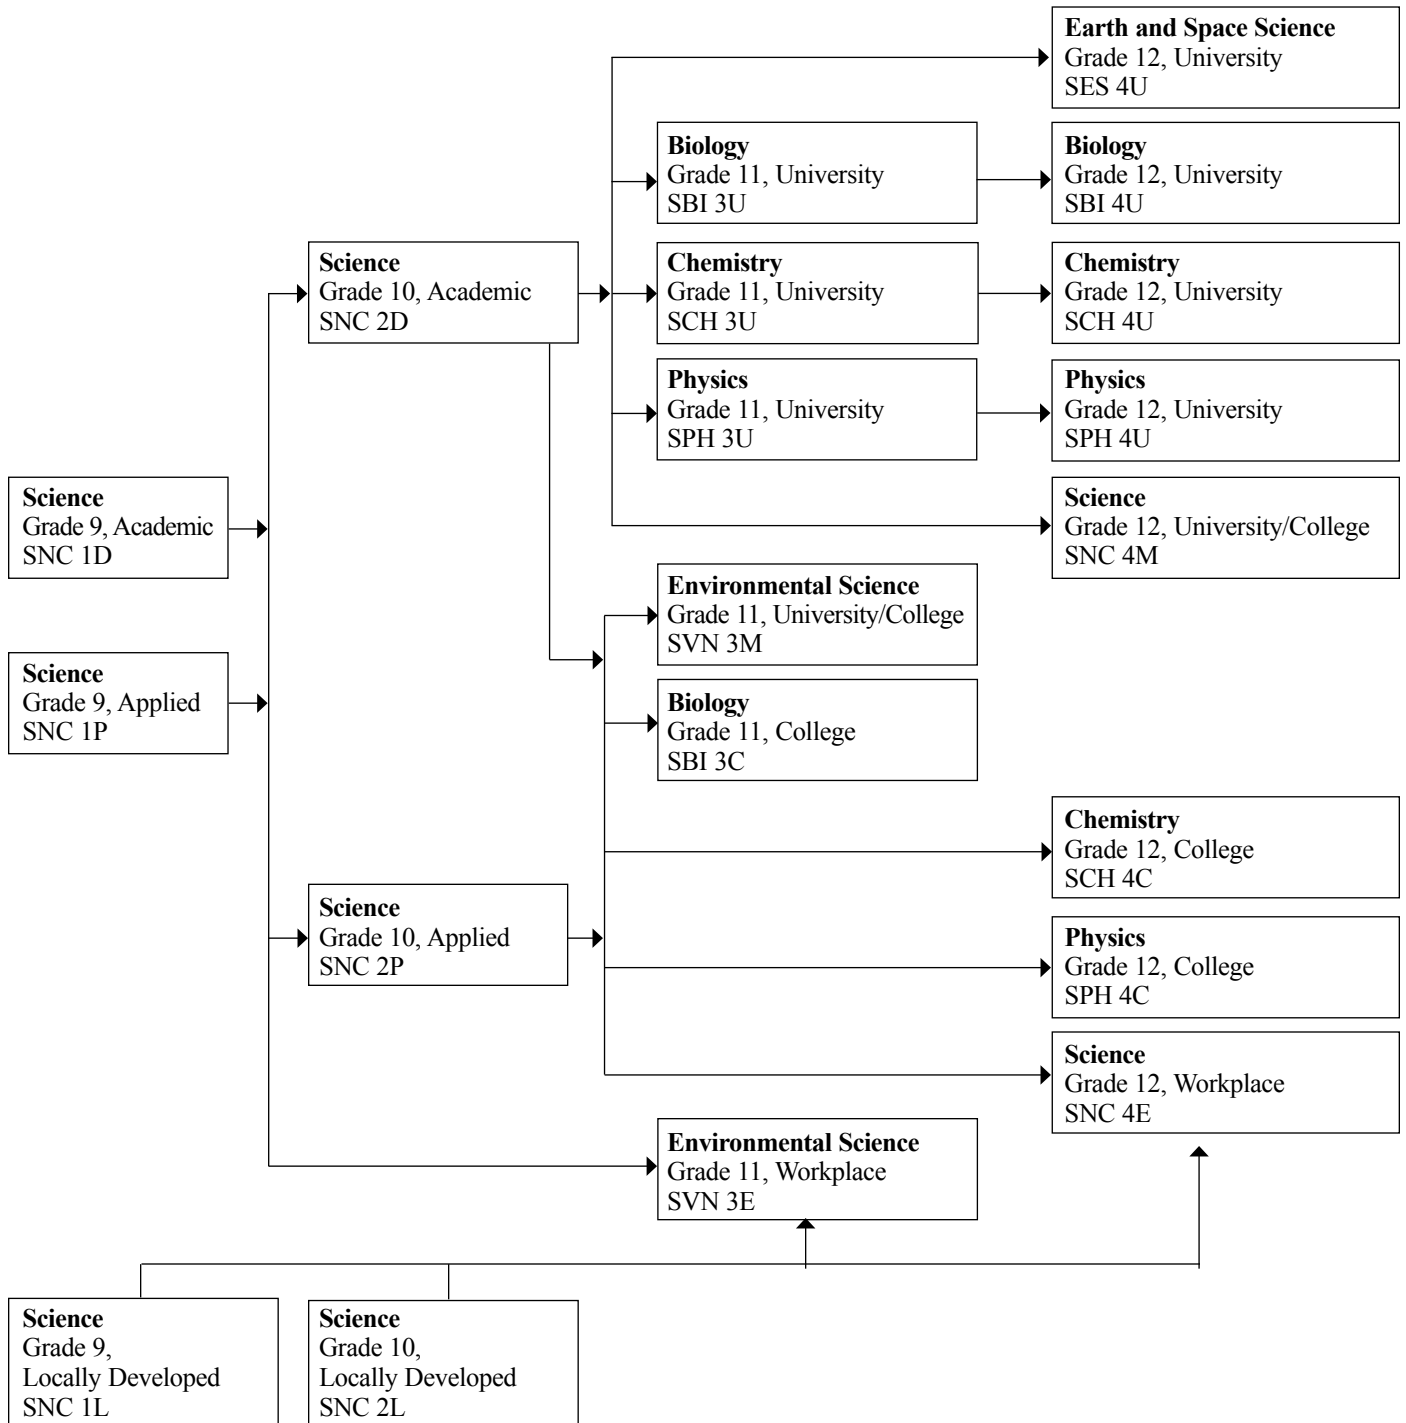 Earth and Space Science
Grade 12, University
SES 4U
Biology
Grade 11, University
SBI 3U
Biology
Grade 12, University
SBI 4U
Science
Grade 10, Academic
SNC 2D
Chemistry
Grade 11, University
SCH 3U
Chemistry
Grade 12, University
SCH 4U
Physics
Grade 11, University
SPH 3U
Physics
Grade 12, University
SPH 4U
Science
Grade 9, Academic
SNC 1D
Science
Grade 12, University/College
SNC 4M
Environmental Science
Grade 11, University/College
SVN 3M
Science
Grade 9, Applied
SNC 1P
Biology
Grade 11, College
SBI 3C
Chemistry
Grade 12, College
SCH 4C
Science
Grade 10, Applied
SNC 2P
Physics
Grade 12, College
SPH 4C
Science
Grade 12, Workplace
SNC 4E
Environmental Science
Grade 11, Workplace
SVN 3E
Science
Grade 9,
Locally Developed
SNC 1L
Science
Grade 10,
Locally Developed
SNC 2L